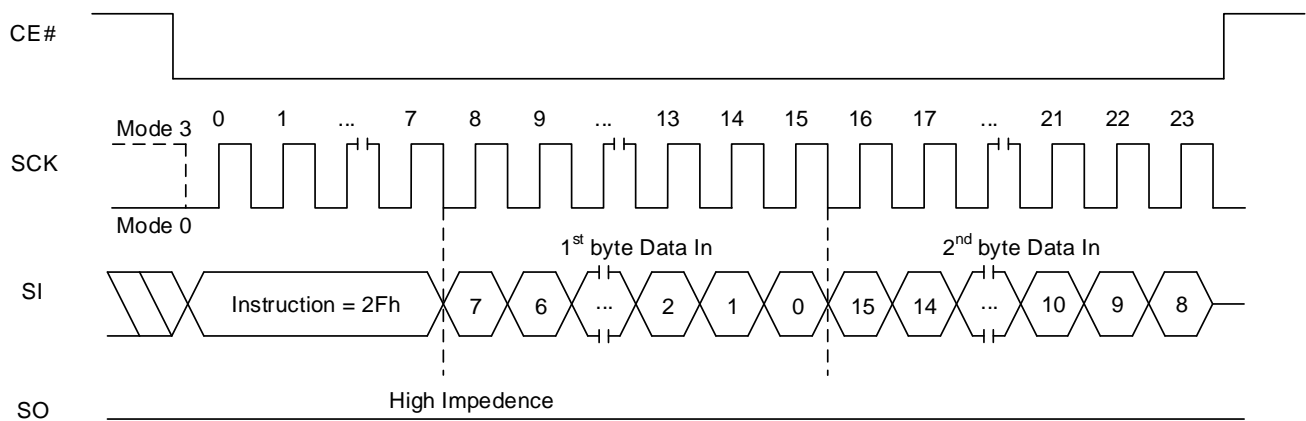 CE#
Mode 3 0 1 ... 7 8 9 ... 13 14 15 16 17 ... 21 22 23
SCK
Mode 0
1st byte Data In 2nd byte Data In
SI Instruction = 2Fh 7 6 ... 2 1 0 15 14 ... 10 9 8
High Impedence
SO